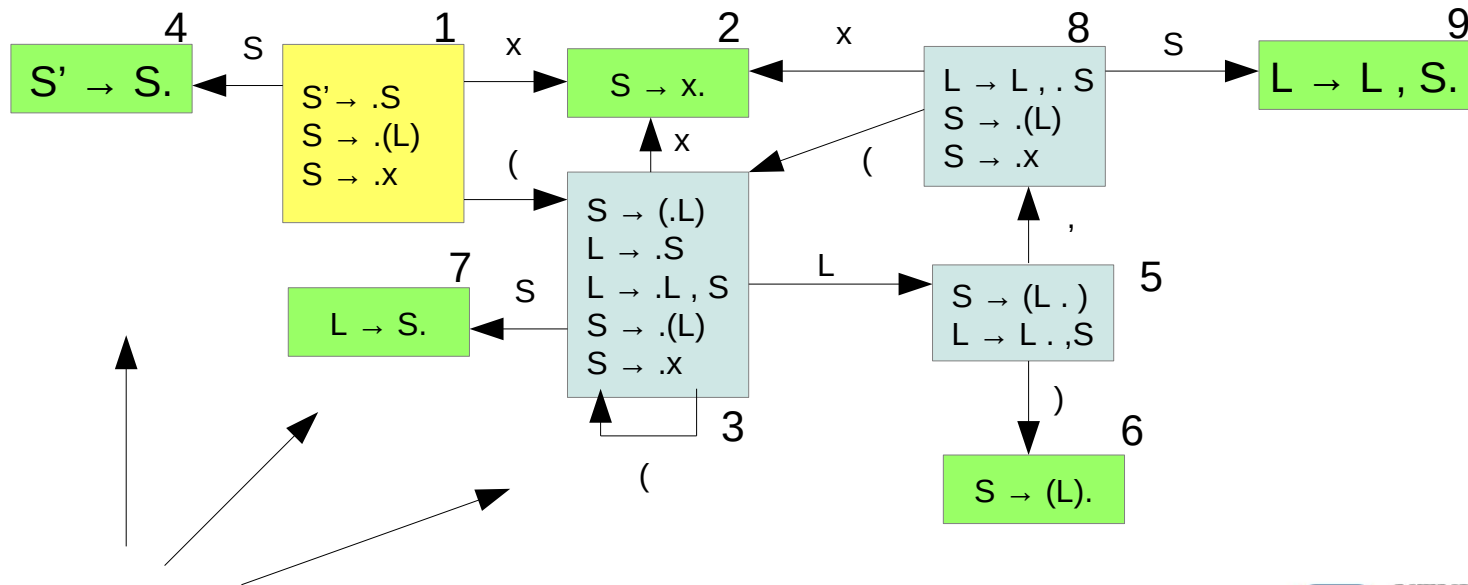 4
S' → S.
S
1
S' → .S
S → .(L)
S → .x
x
(
2
S → x.
x
x
(
8
L → L , . S
S → .(L)
S → .x
S
9
L → L , S.
S → (.L)
L → .S
L → .L , S
S → .(L)
S → .x
3
(
7
L → S.
S
L
,
5
S → (L . )
L → L . ,S
)
6
S → (L).